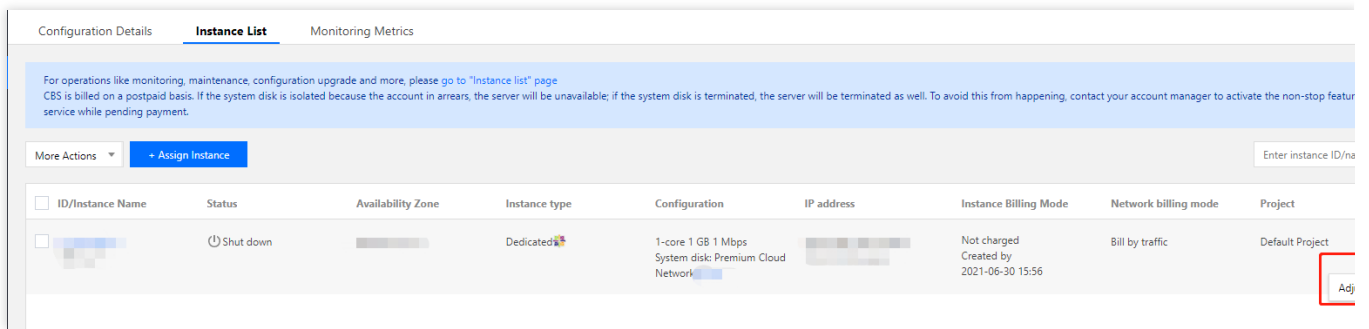 Configuration Details Instance List Monitoring Metrics
For operations like monitoring, maintenance, configuration upgrade and more, please go to "Instance list" page
CBS is billed on a postpaid basis. If the system disk is isolated because the account in arrears, the server will be unavailable; if the system disk is terminated, the server will be terminated as well. To avoid this from happening, contact your account manager to activate the non-stop
service while pending payment.
More Actions + Assign Instance Enter instance
ID/Instance Name Status Availability Zone Instance type Configuration IP address Instance Billing Mode Network billing mode Project
Shut down Dedicated 1-core 1 GB 1 Mbps Not charged Bill by traffic Default Project
System disk: Premium Cloud Created by
Network 2021-06-30 15:56